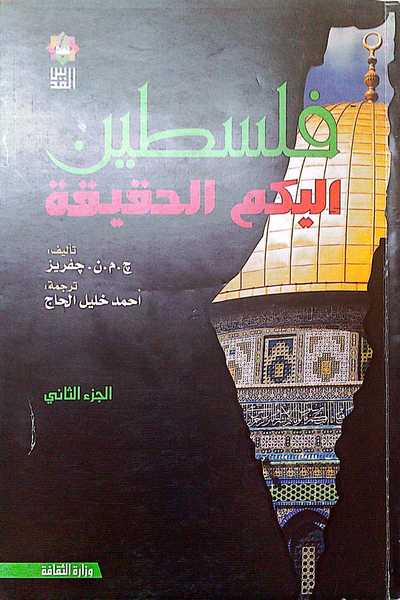 فلسطين
اليكم الحقيقة
تأليف:
ج.م.ن. جفريز
ترجمة:
أحمد خليل الحاج
الجزء الثاني
وزارة الثقافة